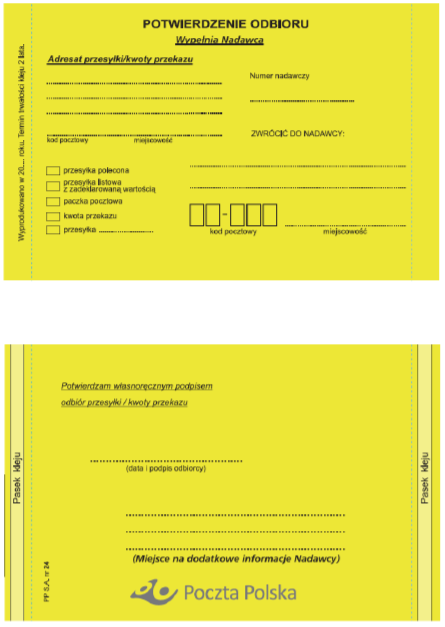 POTWIERDZENIE ODBIORU
Wypełnia Nadawca
Adresat przesyłki/kwoty przekazu
Numer nadawczy
kod pocztowy miejscowość
ZWRÓCIĆ DO NADAWCY:
przesyłka polecona
przesyłka listowa
z zadeklarowaną wartością
paczka pocztowa
kwota przekazu
przesyłka
kod pocztowy miejscowość
Wyprodukowano w 20.... roku. Termin trwałości kleju 2 lata.
Potwierdzam własnoręcznym podpisem
odbiór przesyłki / kwoty przekazu
(data i podpis odbiorcy)
(Miejsce na dodatkowe informacje Nadawcy)
Pasek kleju
Pasek kleju
PP S.A. nr 24
Poczta Polska